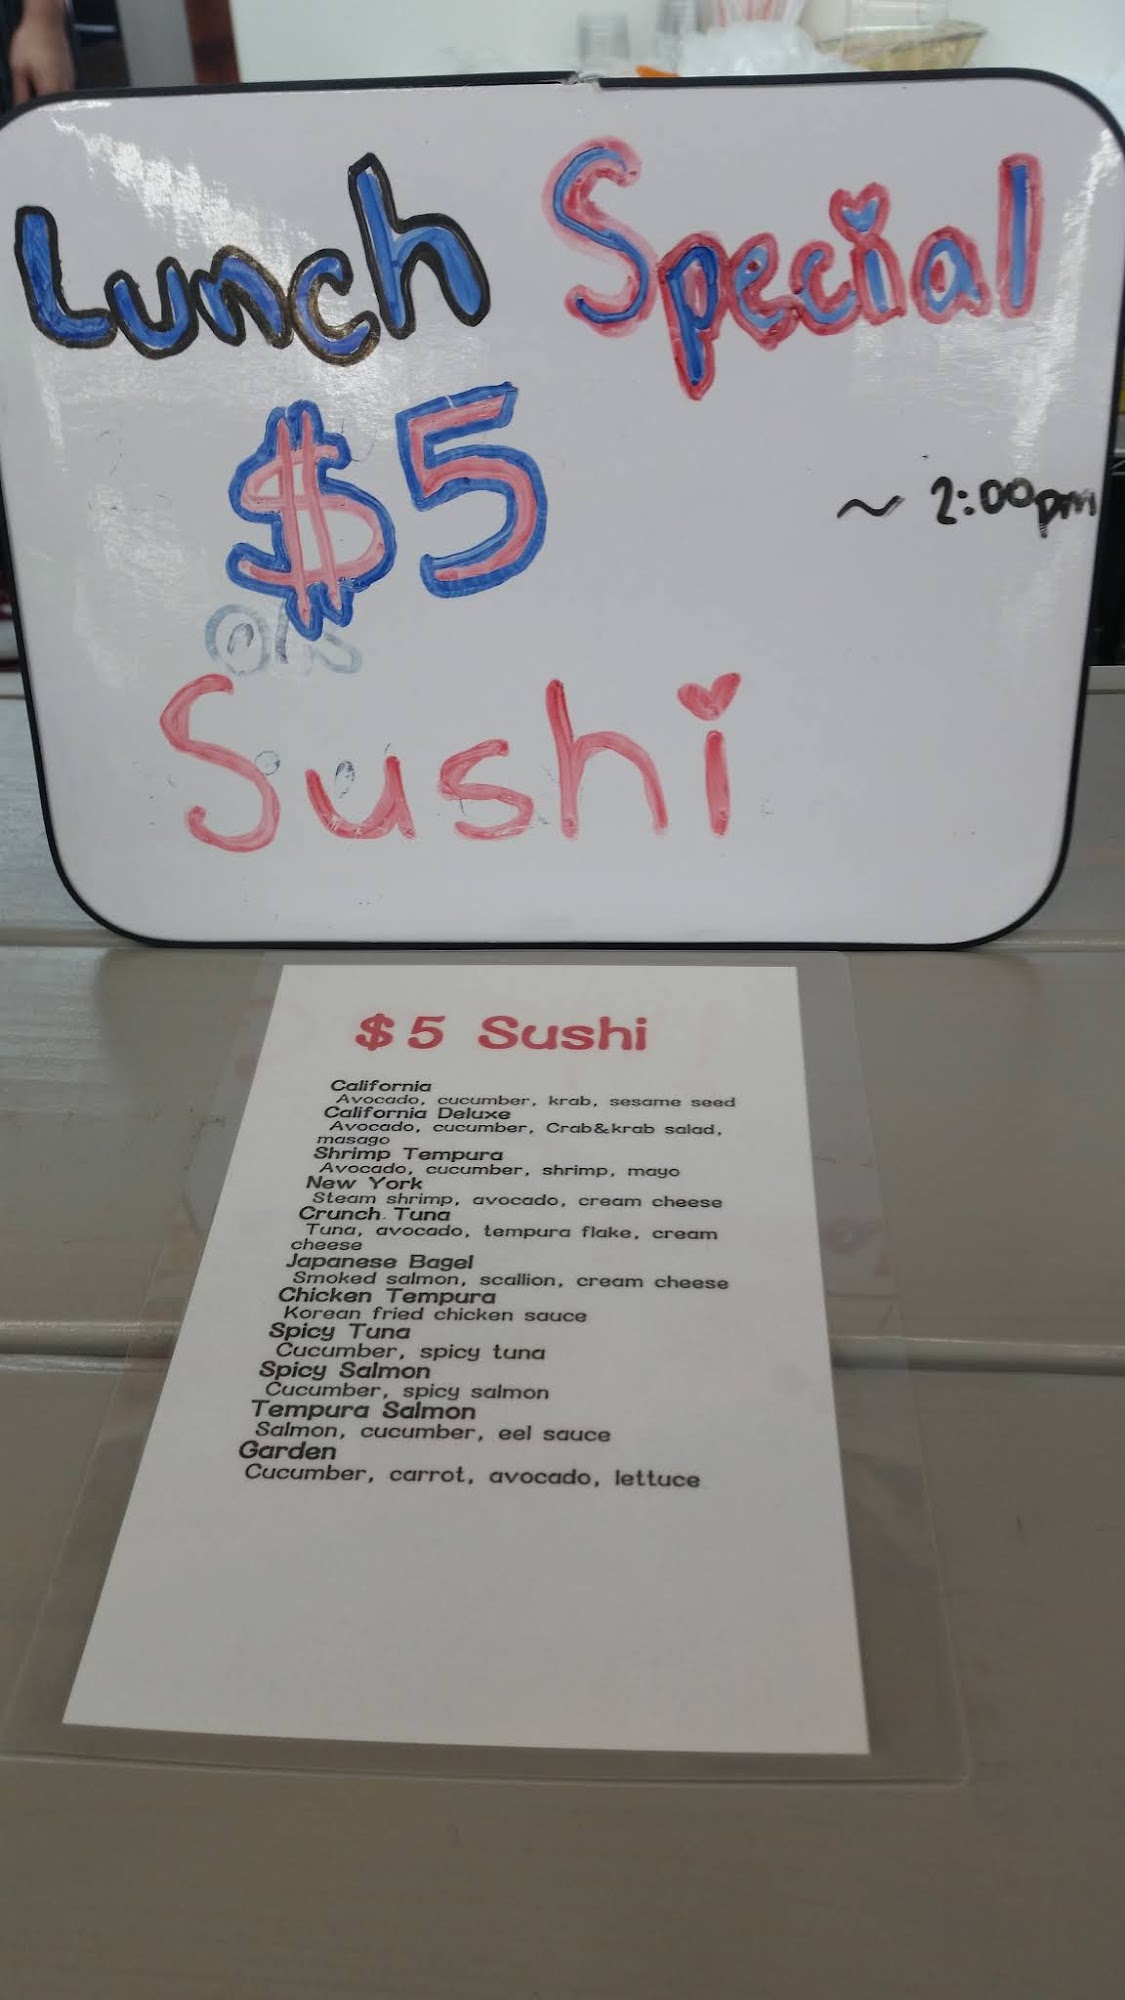 Lunch Special
$5
~ 2:00pm
Sushi
$5 Sushi
California
Avocado, cucumber, krab, sesame seed
California Deluxe
Avocado, cucumber, Crab&krab salad,
masago
Shrimp Tempura
Avocado, cucumber, shrimp, mayo
New York
Steam shrimp, avocado, cream cheese
Crunch Tuna
Tuna, avocado, tempura flake, cream
cheese
Japanese Bagel
Smoked salmon, scallion, cream cheese
Chicken Tempura
Korean fried chicken sauce
Spicy Tuna
Cucumber, spicy tuna
Spicy Salmon
Cucumber, spicy salmon
Tempura Salmon
Salmon, cucumber, eel sauce
Garden
Cucumber, carrot, avocado, lettuce